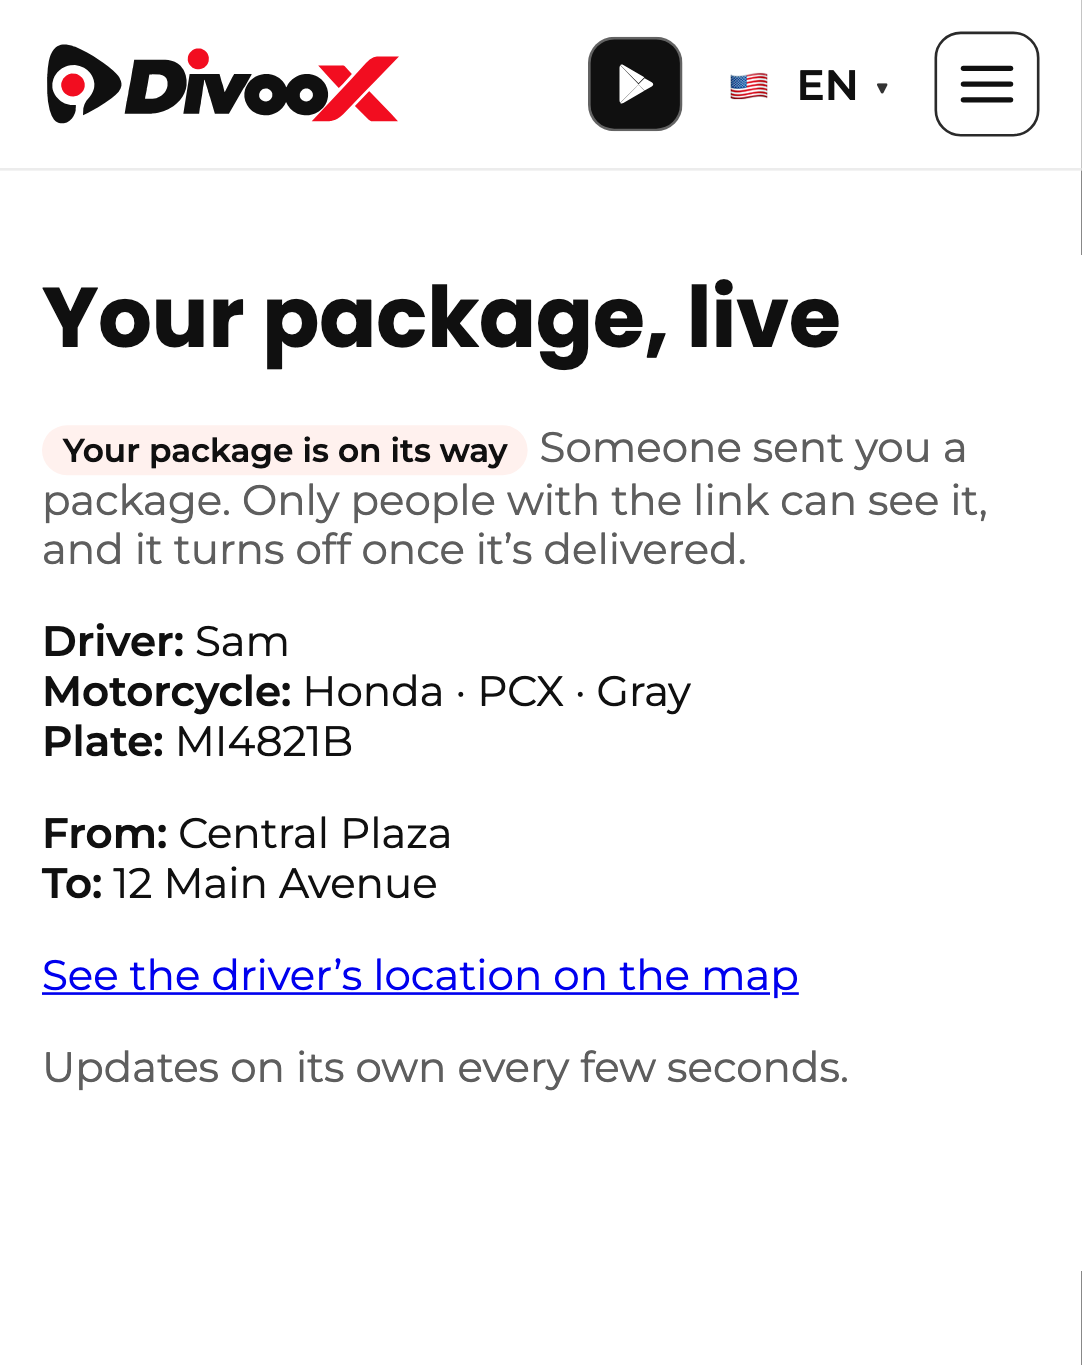 DivooX
EN
Your package, live
Your package is on its way Someone sent you a
package. Only people with the link can see it,
and it turns off once it’s delivered.
Driver: Sam
Motorcycle: Honda · PCX · Gray
Plate: MI4821B
From: Central Plaza
To: 12 Main Avenue
See the driver’s location on the map
Updates on its own every few seconds.